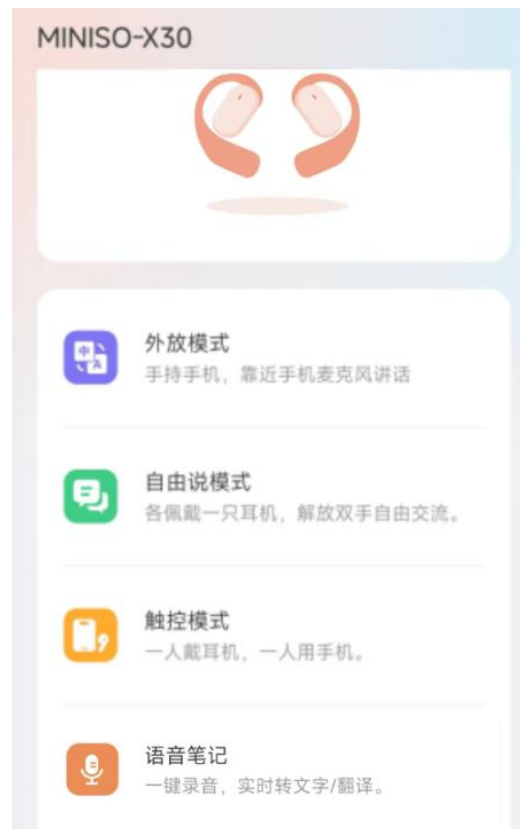 MINISO-X30
外放模式
手持手机，靠近手机麦克风讲话
自由说模式
各佩戴一只耳机，解放双手自由交流。
触控模式
一人戴耳机，一人用手机。
语音笔记
一键录音，实时转文字/翻译。